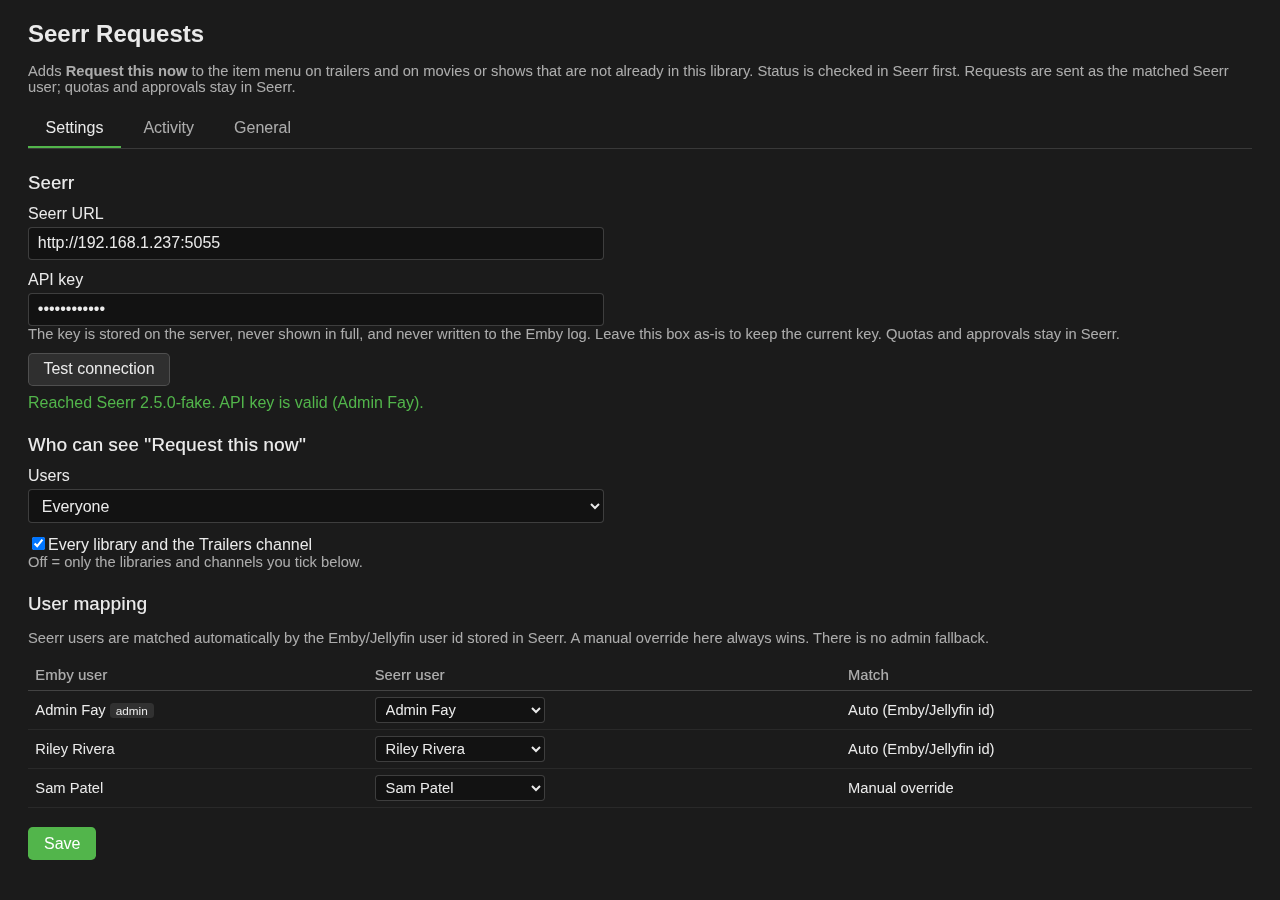 Seerr Requests
Adds Request this now to the item menu on trailers and on movies or shows that are not already in this library. Status is checked in Seerr first. Requests are sent as the matched Seerr
user; quotas and approvals stay in Seerr.
Settings Activity General
Seerr
Seerr URL
http://192.168.1.237:5055
API key
••••••••••••
The key is stored on the server, never shown in full, and never written to the Emby log. Leave this box as-is to keep the current key. Quotas and approvals stay in Seerr.
Test connection
Reached Seerr 2.5.0-fake. API key is valid (Admin Fay).
Who can see "Request this now"
Users
Everyone
Every library and the Trailers channel
Off = only the libraries and channels you tick below.
User mapping
Seerr users are matched automatically by the Emby/Jellyfin user id stored in Seerr. A manual override here always wins. There is no admin fallback.
Emby user Seerr user Match
Admin Fay admin Admin Fay Auto (Emby/Jellyfin id)
Riley Rivera Riley Rivera Auto (Emby/Jellyfin id)
Sam Patel Sam Patel Manual override
Save